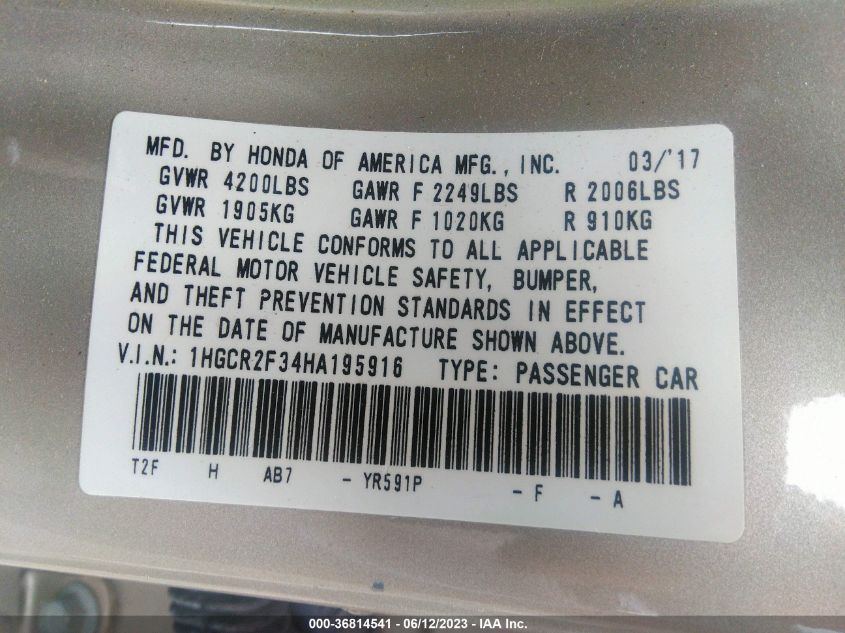 MFD. BY HONDA OF AMERICA MFG., INC. 03/'17
GVWR 4200LBS GAWR F 2249LBS R 2006LBS
GVWR 1905KG GAWR F 1020KG R 910KG
THIS VEHICLE CONFORMS TO ALL APPLICABLE
FEDERAL MOTOR VEHICLE SAFETY, BUMPER,
AND THEFT PREVENTION STANDARDS IN EFFECT
ON THE DATE OF MANUFACTURE SHOWN ABOVE.
V.I.N.: 1HGCR2F34HA195916 TYPE: PASSENGER CAR
T2F H AB7 - YR591P - F - A
000-36814541 - 06/12/2023 - IAA Inc.